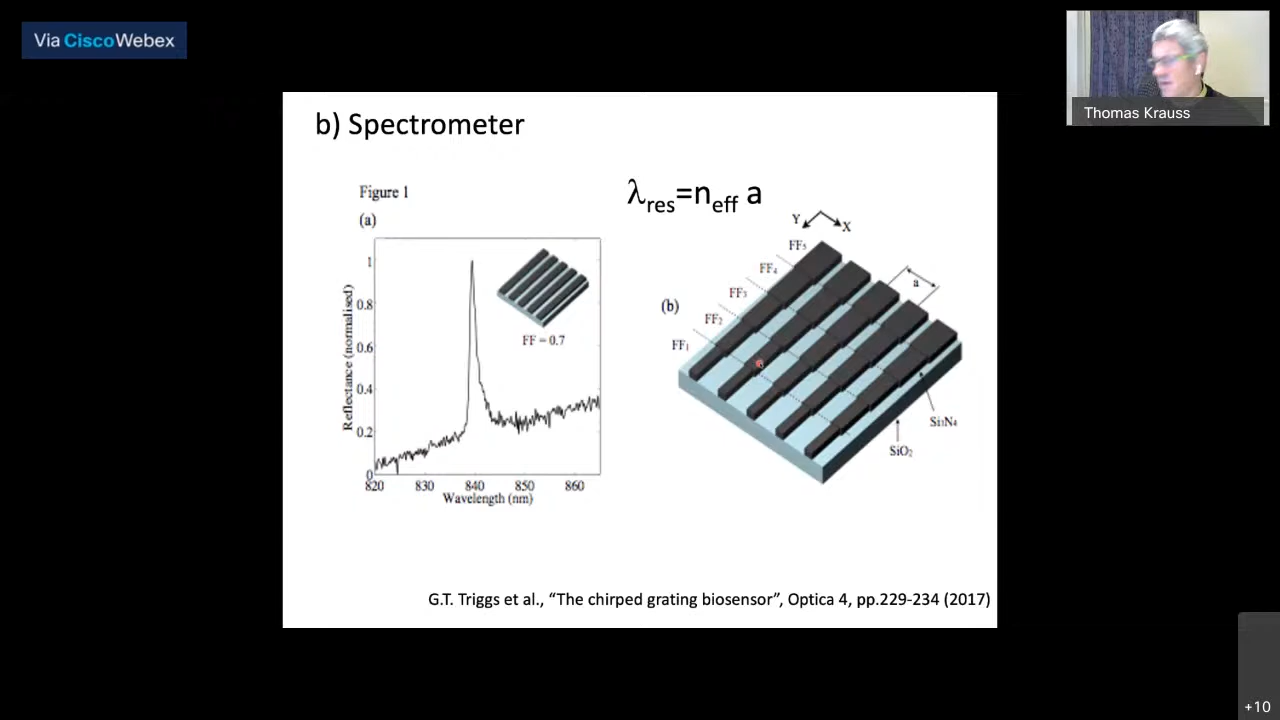 Via Cisco Webex
Thomas Krauss
b) Spectrometer
λres=neff a
Figure 1
(a)
1
0.8
0.6
0.4
0.2
0
Reflectance (normalised)
FF = 0.7
820 830 840 850 860
Wavelength (nm)
(b)
Y X
FF5
FF4
FF3
FF2
FF1
a
Si3N4
SiO2
G.T. Triggs et al., “The chirped grating biosensor”, Optica 4, pp.229-234 (2017)
+10